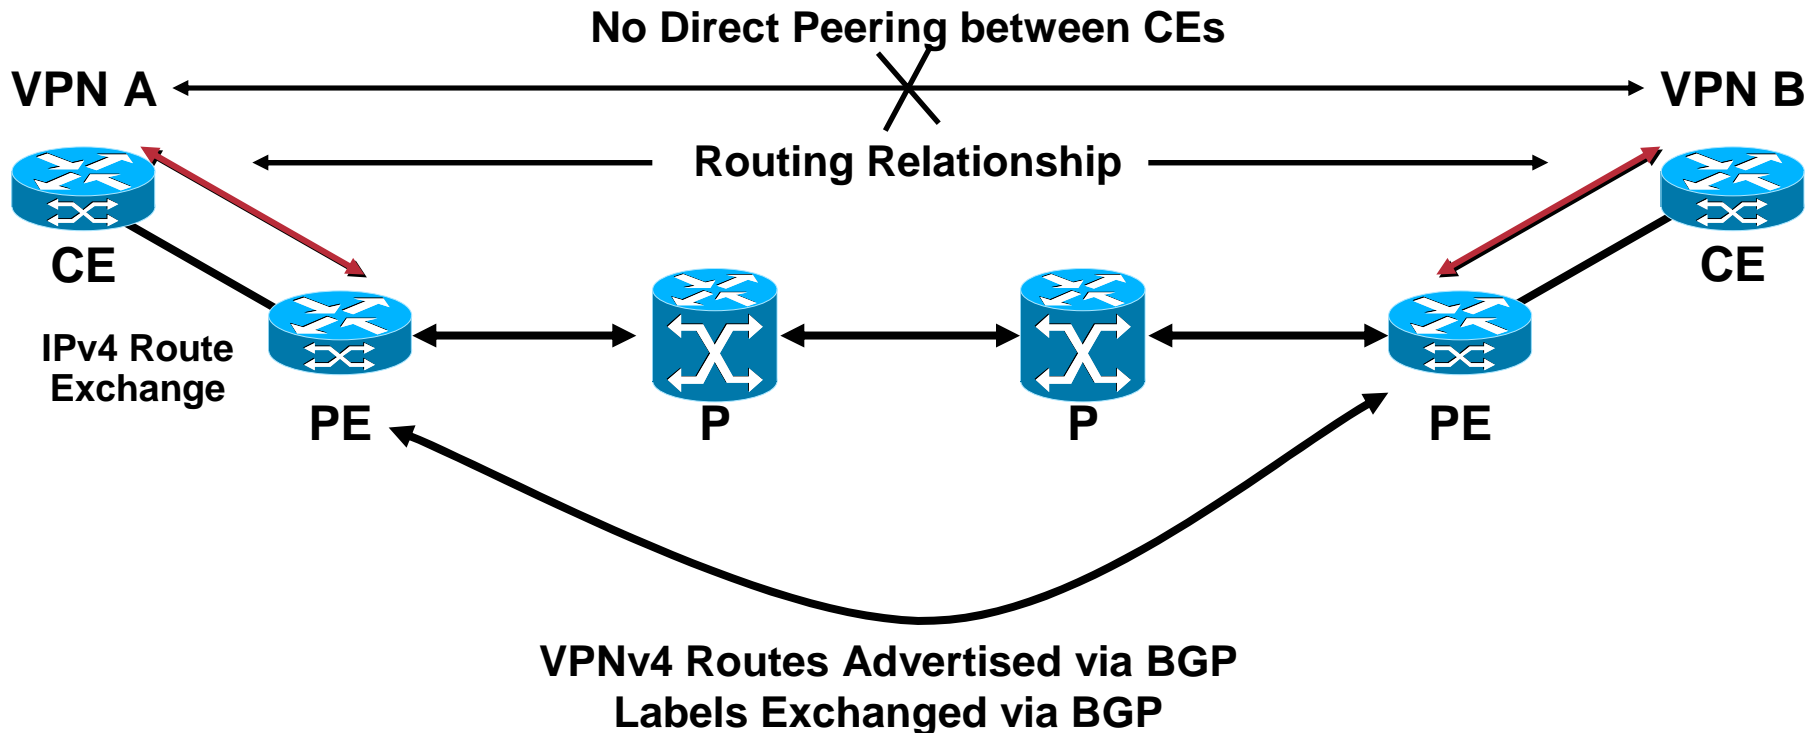 No Direct Peering between CEs
VPN A
VPN B
Routing Relationship
CE
CE
IPv4 Route
Exchange
PE
P
P
PE
VPNv4 Routes Advertised via BGP
Labels Exchanged via BGP